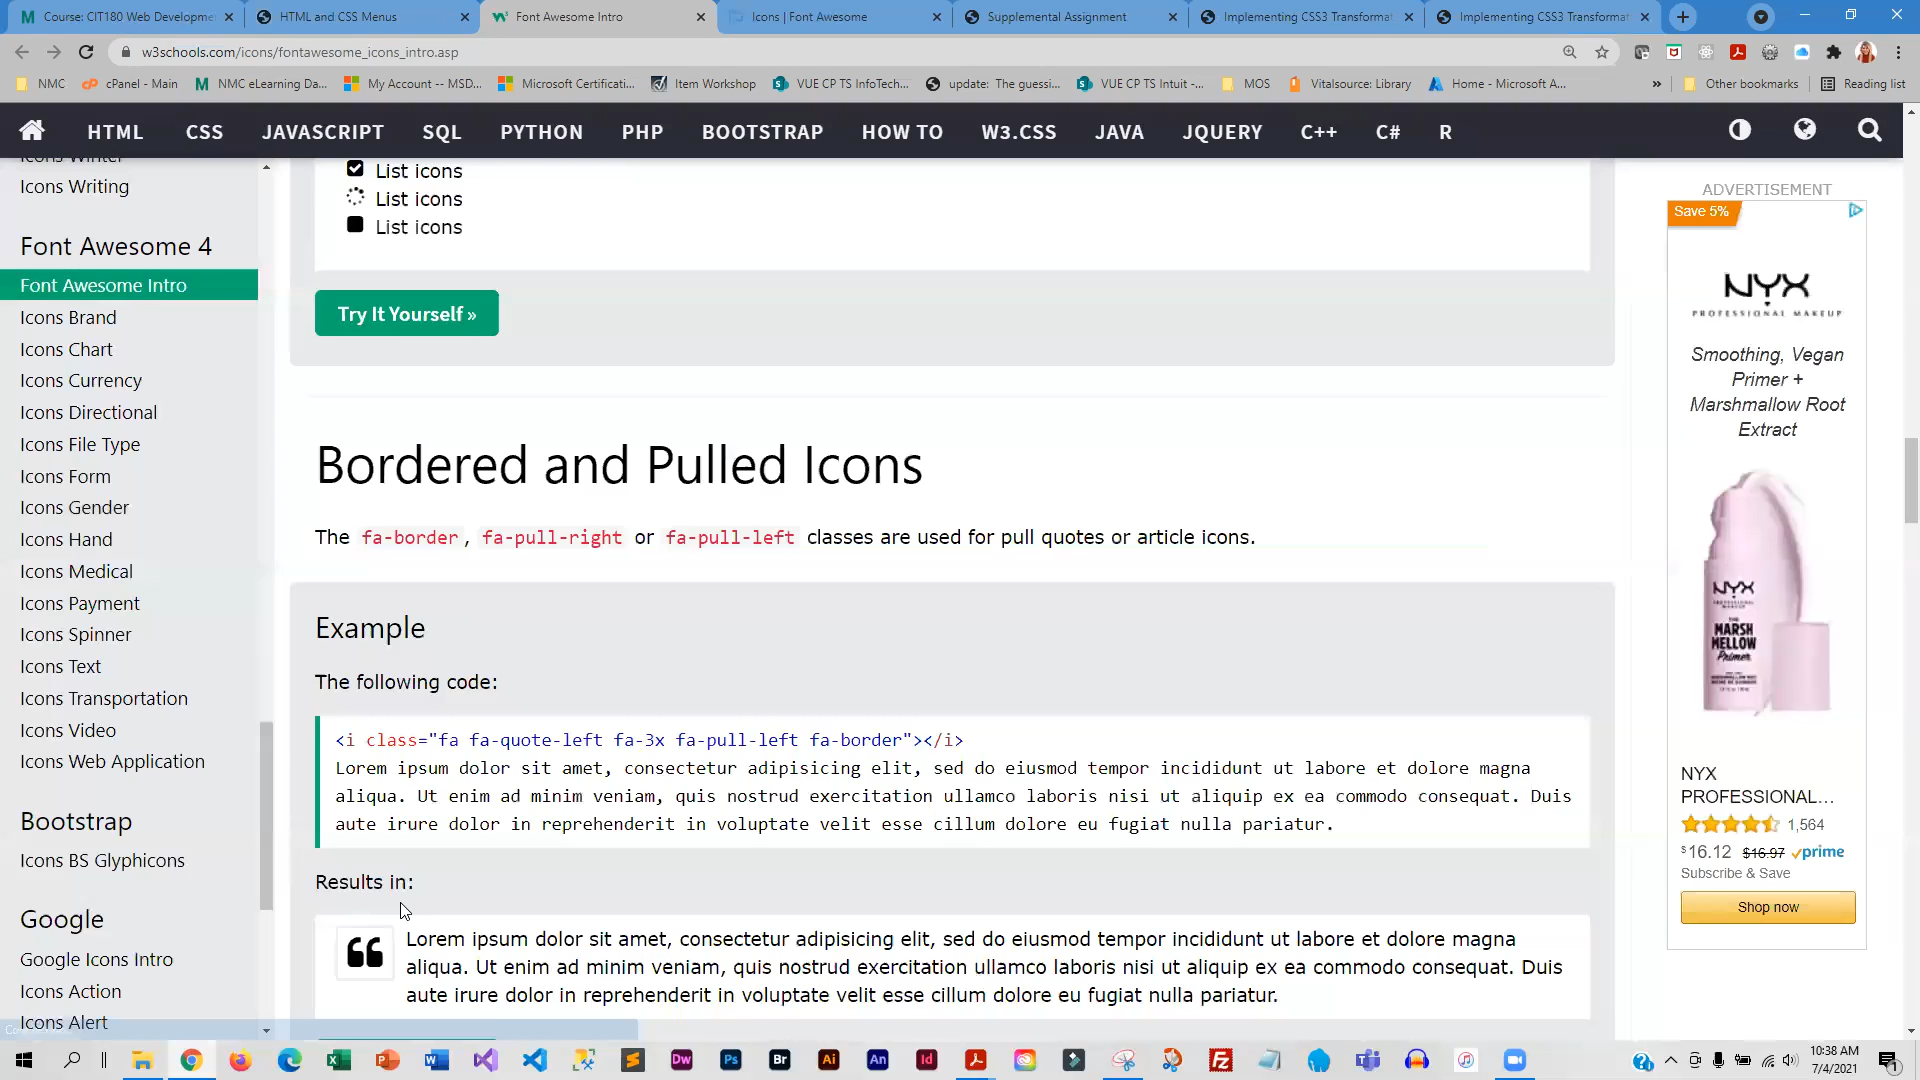 Course: CIT180 Web Developme
HTML and CSS Menus
Font Awesome Intro
Icons | Font Awesome
Supplemental Assignment
Implementing CSS3 Transformat
Implementing CSS3 Transformat
w3schools.com/icons/fontawesome_icons_intro.asp
NMC
cPanel - Main
NMC eLearning Da...
My Account -- MSD...
Microsoft Certificati...
Item Workshop
VUE CP TS InfoTech...
update: The guessi...
VUE CP TS Intuit -...
MOS
Vitalsource: Library
Home - Microsoft A...
»
Other bookmarks
Reading list
HTML
CSS
JAVASCRIPT
SQL
PYTHON
PHP
BOOTSTRAP
HOW TO
W3.CSS
JAVA
JQUERY
C++
C#
R
Icons Winter
Icons Writing
Font Awesome 4
Font Awesome Intro
Icons Brand
Icons Chart
Icons Currency
Icons Directional
Icons File Type
Icons Form
Icons Gender
Icons Hand
Icons Medical
Icons Payment
Icons Spinner
Icons Text
Icons Transportation
Icons Video
Icons Web Application
Bootstrap
Icons BS Glyphicons
Google
Google Icons Intro
Icons Action
Icons Alert
List icons
List icons
List icons
Try It Yourself »
Bordered and Pulled Icons
The fa-border, fa-pull-right or fa-pull-left classes are used for pull quotes or article icons.
Example
The following code:
<i class="fa fa-quote-left fa-3x fa-pull-left fa-border"></i>
Lorem ipsum dolor sit amet, consectetur adipisicing elit, sed do eiusmod tempor incididunt ut labore et dolore magna
aliqua. Ut enim ad minim veniam, quis nostrud exercitation ullamco laboris nisi ut aliquip ex ea commodo consequat. Duis
aute irure dolor in reprehenderit in voluptate velit esse cillum dolore eu fugiat nulla pariatur.
Results in:
Lorem ipsum dolor sit amet, consectetur adipisicing elit, sed do eiusmod tempor incididunt ut labore et dolore magna
aliqua. Ut enim ad minim veniam, quis nostrud exercitation ullamco laboris nisi ut aliquip ex ea commodo consequat. Duis
aute irure dolor in reprehenderit in voluptate velit esse cillum dolore eu fugiat nulla pariatur.
ADVERTISEMENT
Save 5%
NYX
PROFESSIONAL MAKEUP
Smoothing, Vegan
Primer +
Marshmallow Root
Extract
NYX
MARSH
MELLOW
Primer
NYX
PROFESSIONAL...
1,564
$16.12 $16.97 prime
Subscribe & Save
Shop now
Dw
Ps
Br
Ai
An
Id
10:38 AM
7/4/2021
1